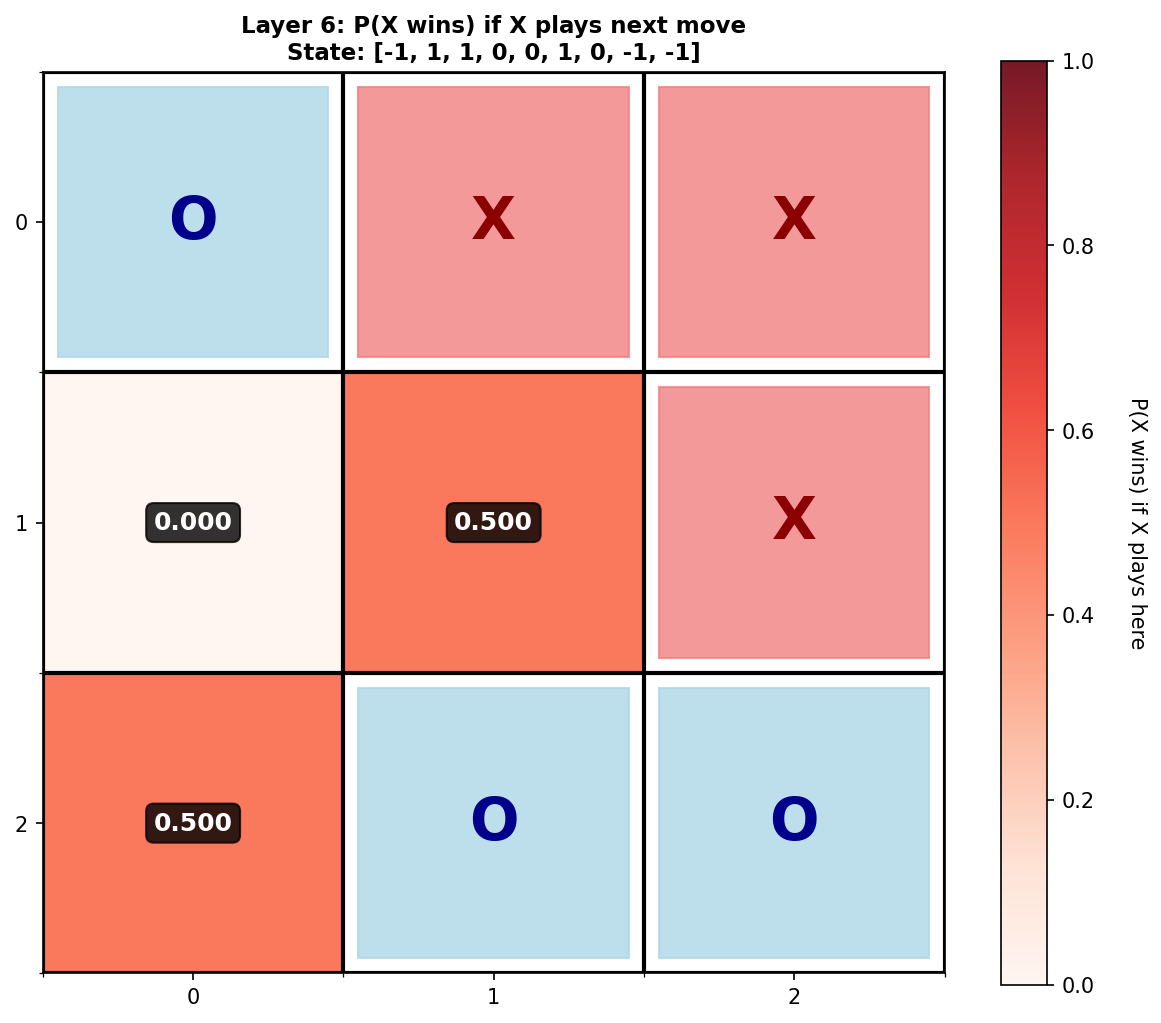 Layer 6: P(X wins) if X plays next move
State: [-1, 1, 1, 0, 0, 1, 0, -1, -1]
O X X
0.000 0.500 X
0.500 O O
0
1
2
0 1 2
1.0
0.8
0.6
0.4
0.2
0.0
P(X wins) if X plays here